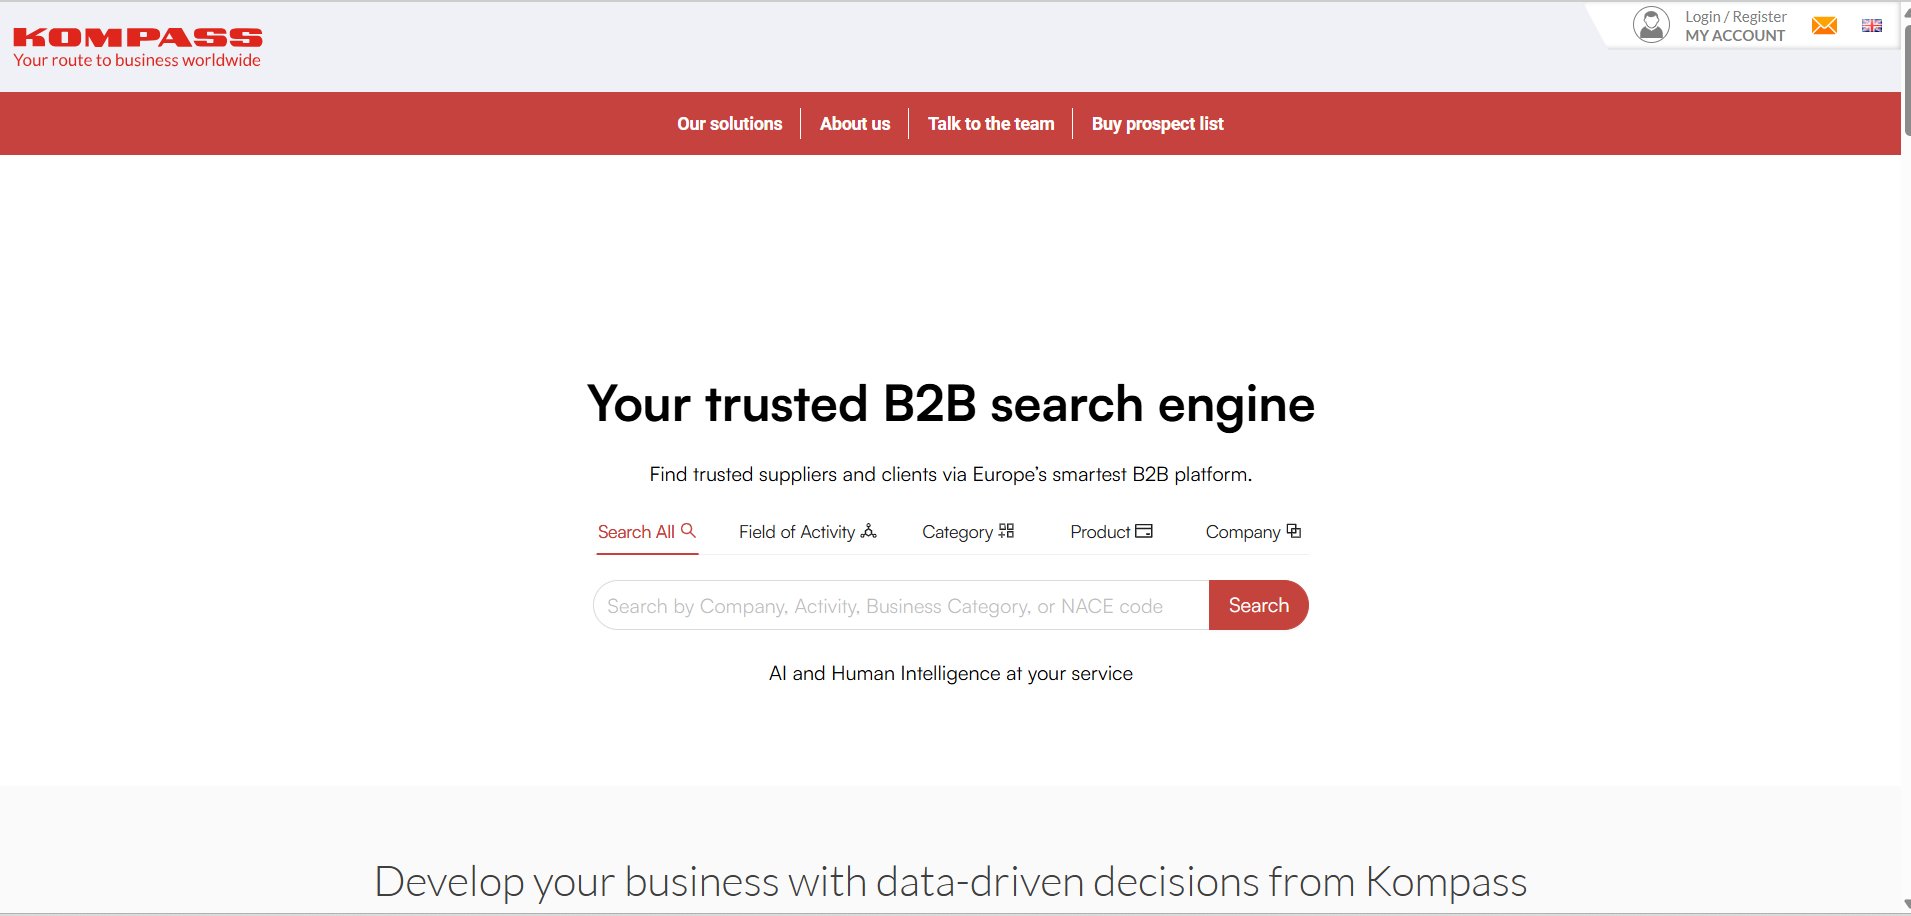 KOMPASS
Your route to business worldwide
Login / Register
MY ACCOUNT
Our solutions
About us
Talk to the team
Buy prospect list
Your trusted B2B search engine
Find trusted suppliers and clients via Europe's smartest B2B platform.
Search All
Field of Activity
Category
Product
Company
Search by Company, Activity, Business Category, or NACE code
Search
AI and Human Intelligence at your service
Develop your business with data-driven decisions from Kompass